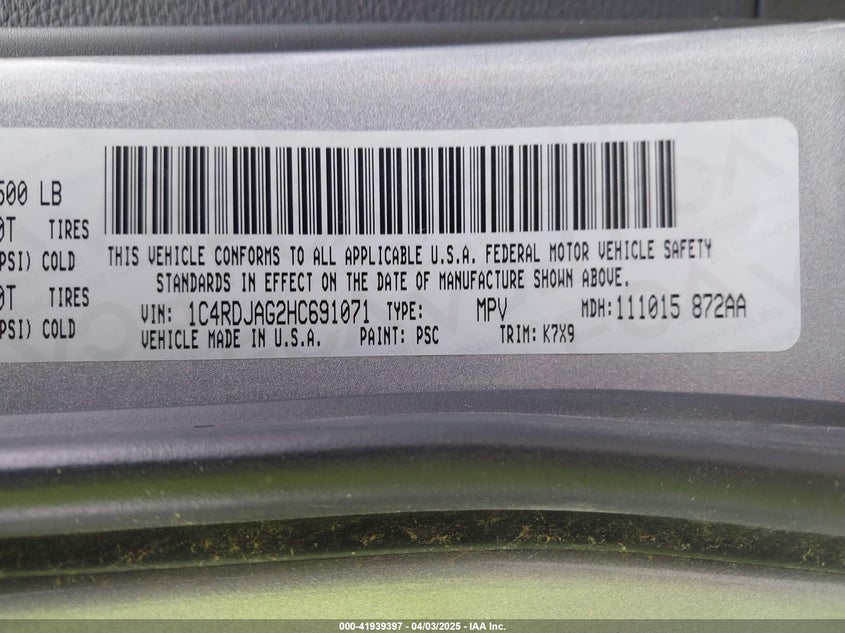 500 LB
0T TIRES
PSI) COLD
0T TIRES
PSI) COLD
THIS VEHICLE CONFORMS TO ALL APPLICABLE U.S.A. FEDERAL MOTOR VEHICLE SAFETY
STANDARDS IN EFFECT ON THE DATE OF MANUFACTURE SHOWN ABOVE.
VIN: 1C4RDJAG2HC691071 TYPE: MPV MDH: 111015 872AA
VEHICLE MADE IN U.S.A. PAINT: PSC TRIM: K7X9
000-41939397 - 04/03/2025 - IAA Inc.